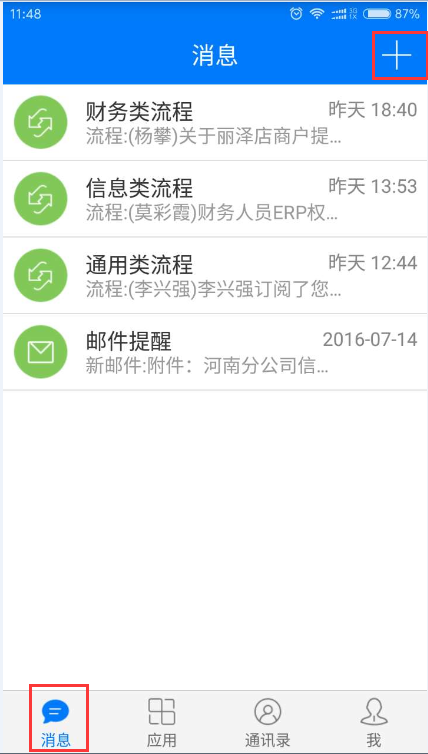 11:48 3G 1X 87%
消息
财务类流程 昨天 18:40
流程:(杨攀)关于丽泽店商户提...
信息类流程 昨天 13:53
流程:(莫彩霞)财务人员ERP权...
通用类流程 昨天 12:44
流程:(李兴强)李兴强订阅了您...
邮件提醒 2016-07-14
新邮件:附件：河南分公司信...
消息 应用 通讯录 我